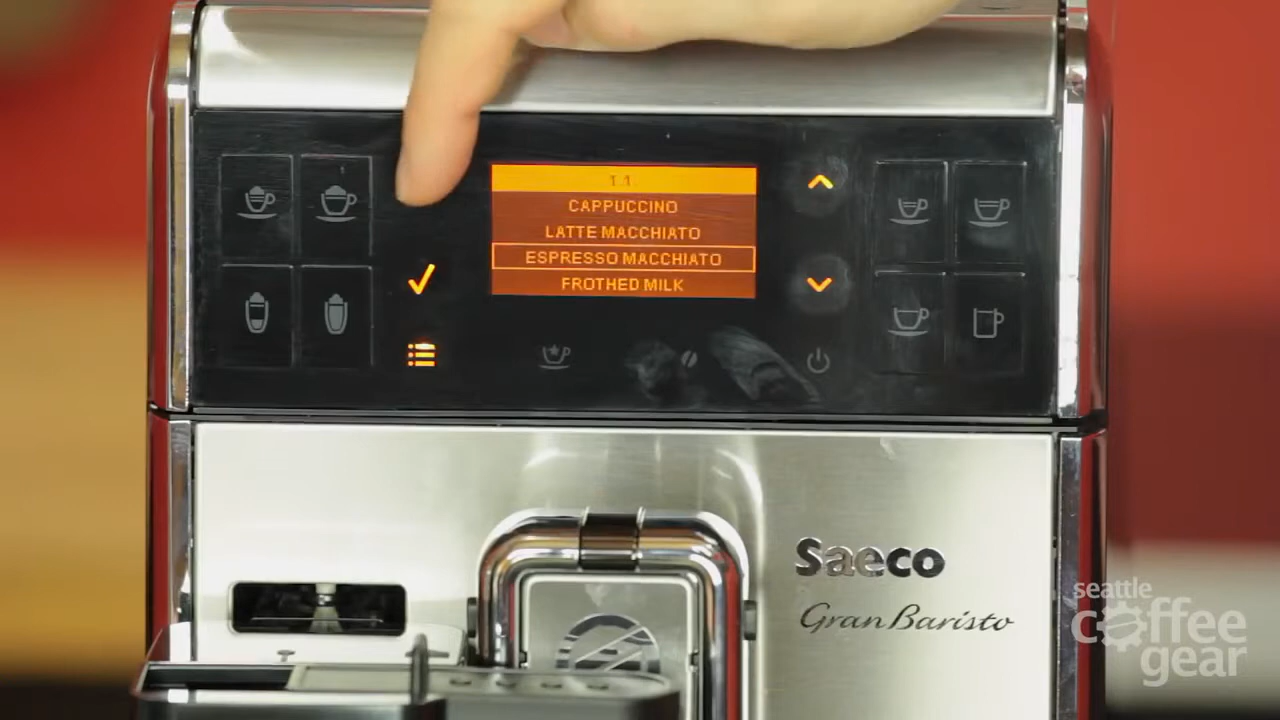 1.1
CAPPUCCINO
LATTE MACCHIATO
ESPRESSO MACCHIATO
FROTHED MILK
Saeco
GranBaristo
seattle
coffee
gear